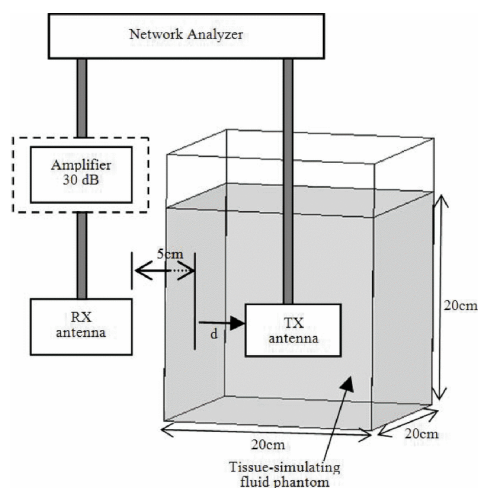 Network Analyzer
Amplifier
30 dB
5cm
RX
antenna
d
TX
antenna
20cm
20cm
20cm
Tissue-simulating
fluid phantom